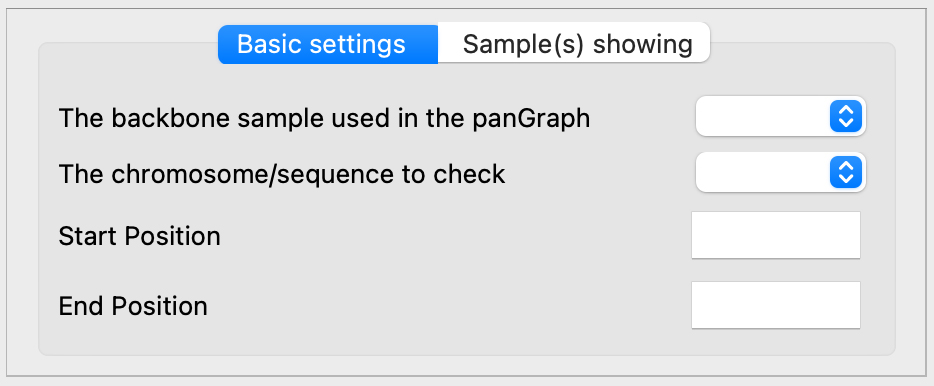 Basic settings
Sample(s) showing
The backbone sample used in the panGraph
The chromosome/sequence to check
Start Position
End Position